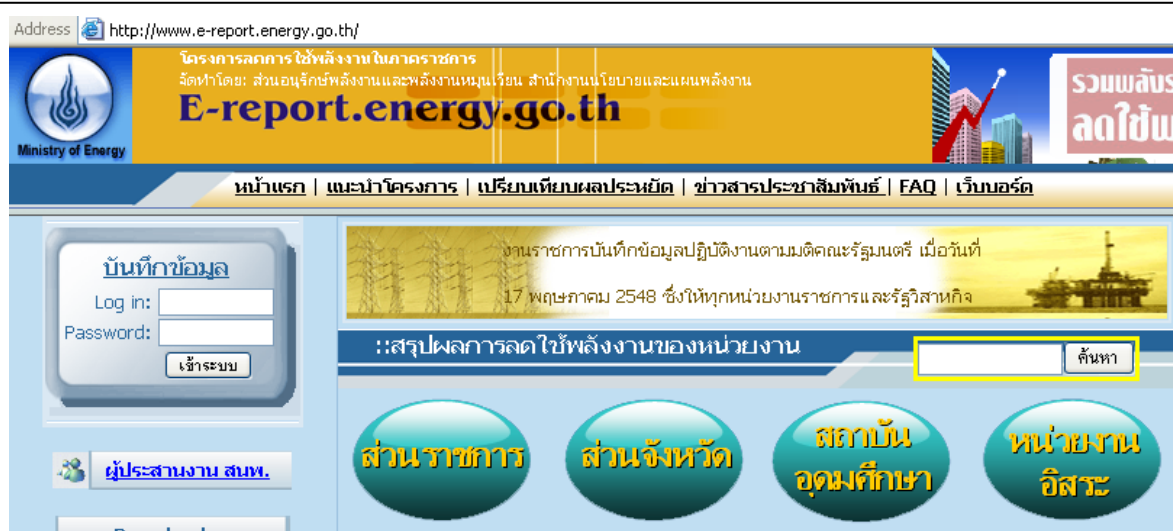 Address http://www.e-report.energy.go.th/
โครงการลดการใช้พลังงานในภาคราชการ
จัดทำโดย: ส่วนอนุรักษ์พลังงานและพลังงานหมุนเวียน สำนักงานนโยบายและแผนพลังงาน
E-report.energy.go.th
Ministry of Energy
หน้าแรก | แนะนำโครงการ | เปรียบเทียบผลประหยัด | ข่าวสารประชาสัมพันธ์ | FAQ | เว็บบอร์ด
บันทึกข้อมูล
Log in:
Password:
เข้าระบบ
งานราชการบันทึกข้อมูลปฏิบัติงานตามมติคณะรัฐมนตรี เมื่อวันที่
17 พฤษภาคม 2548 ซึ่งให้ทุกหน่วยงานราชการและรัฐวิสาหกิจ
::สรุปผลการลดใช้พลังงานของหน่วยงาน
ค้นหา
ส่วนราชการ
ส่วนจังหวัด
สถาบัน
อุดมศึกษา
หน่วยงาน
อิสระ
ผู้ประสานงาน สนพ.